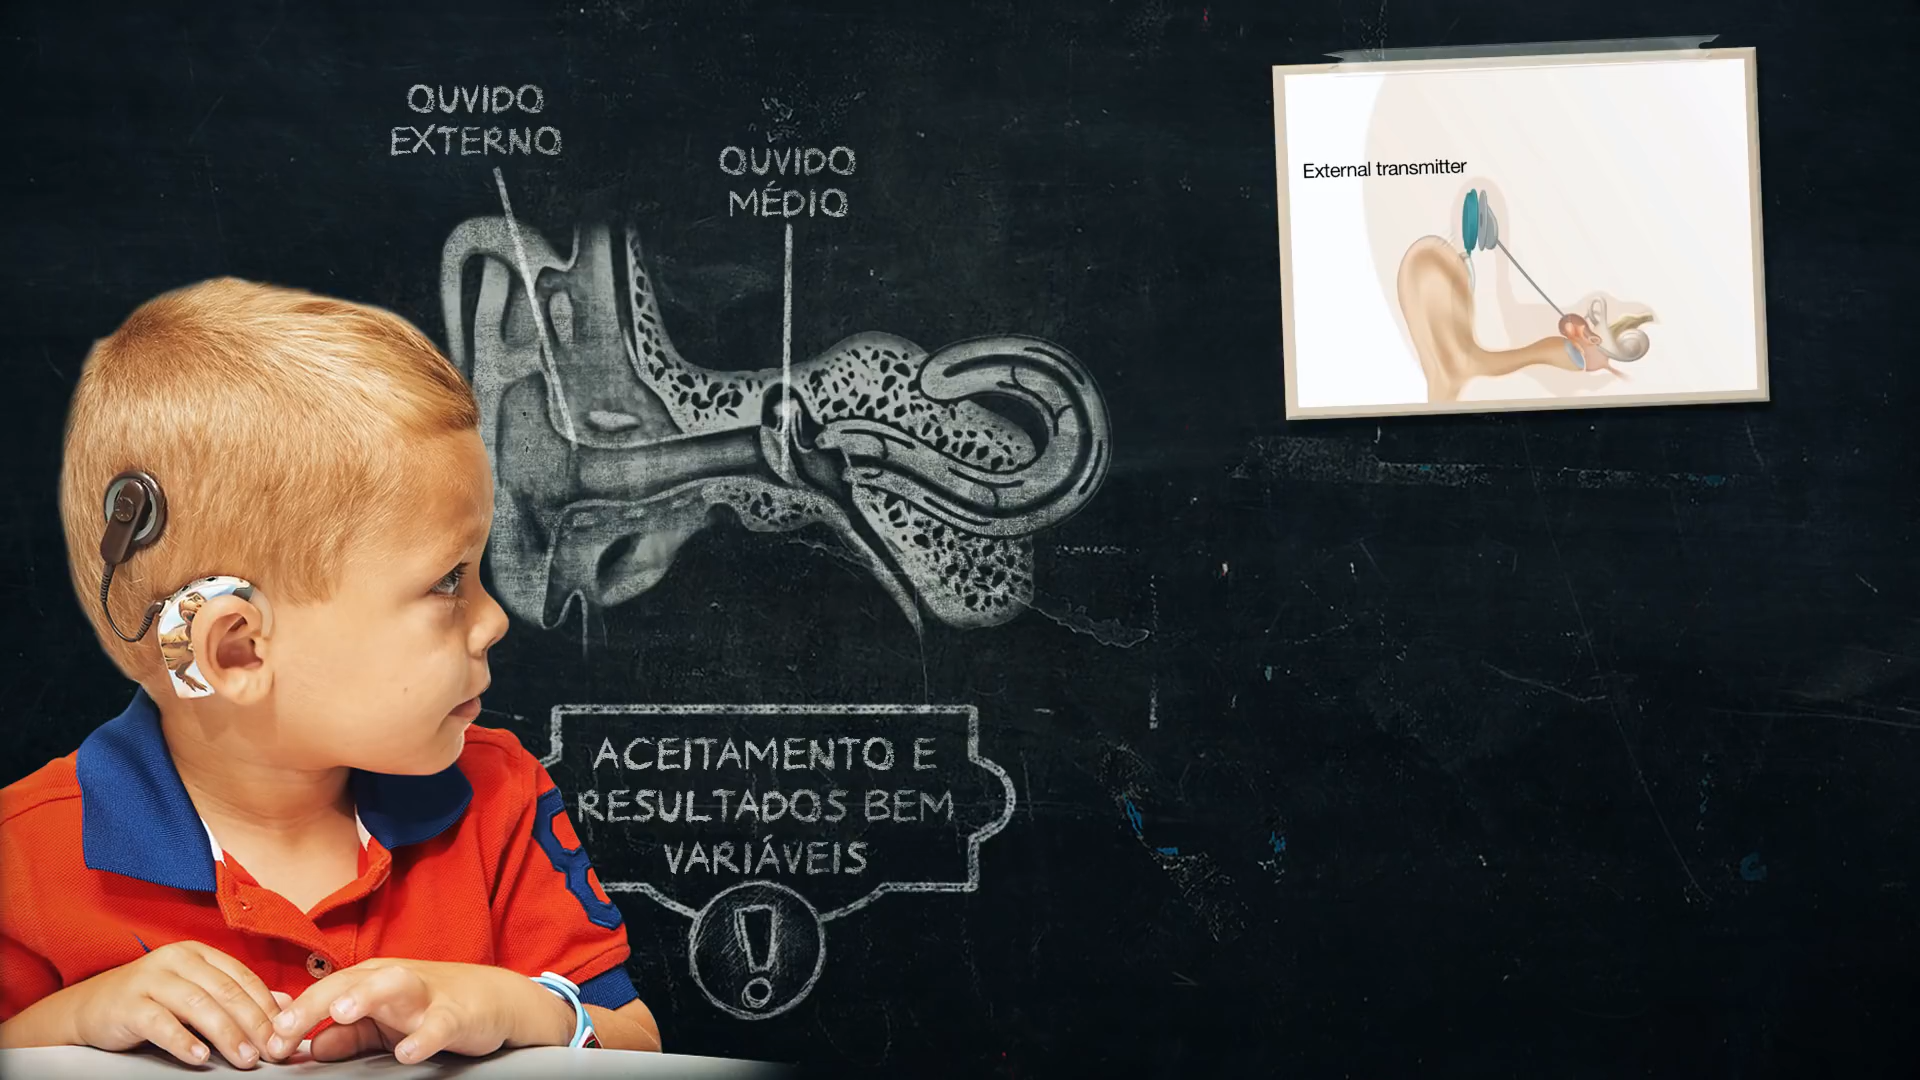 OUVIDO
EXTERNO
OUVIDO
MÉDIO
External transmitter
ACEITAMENTO E
RESULTADOS BEM
VARIÁVEIS
!